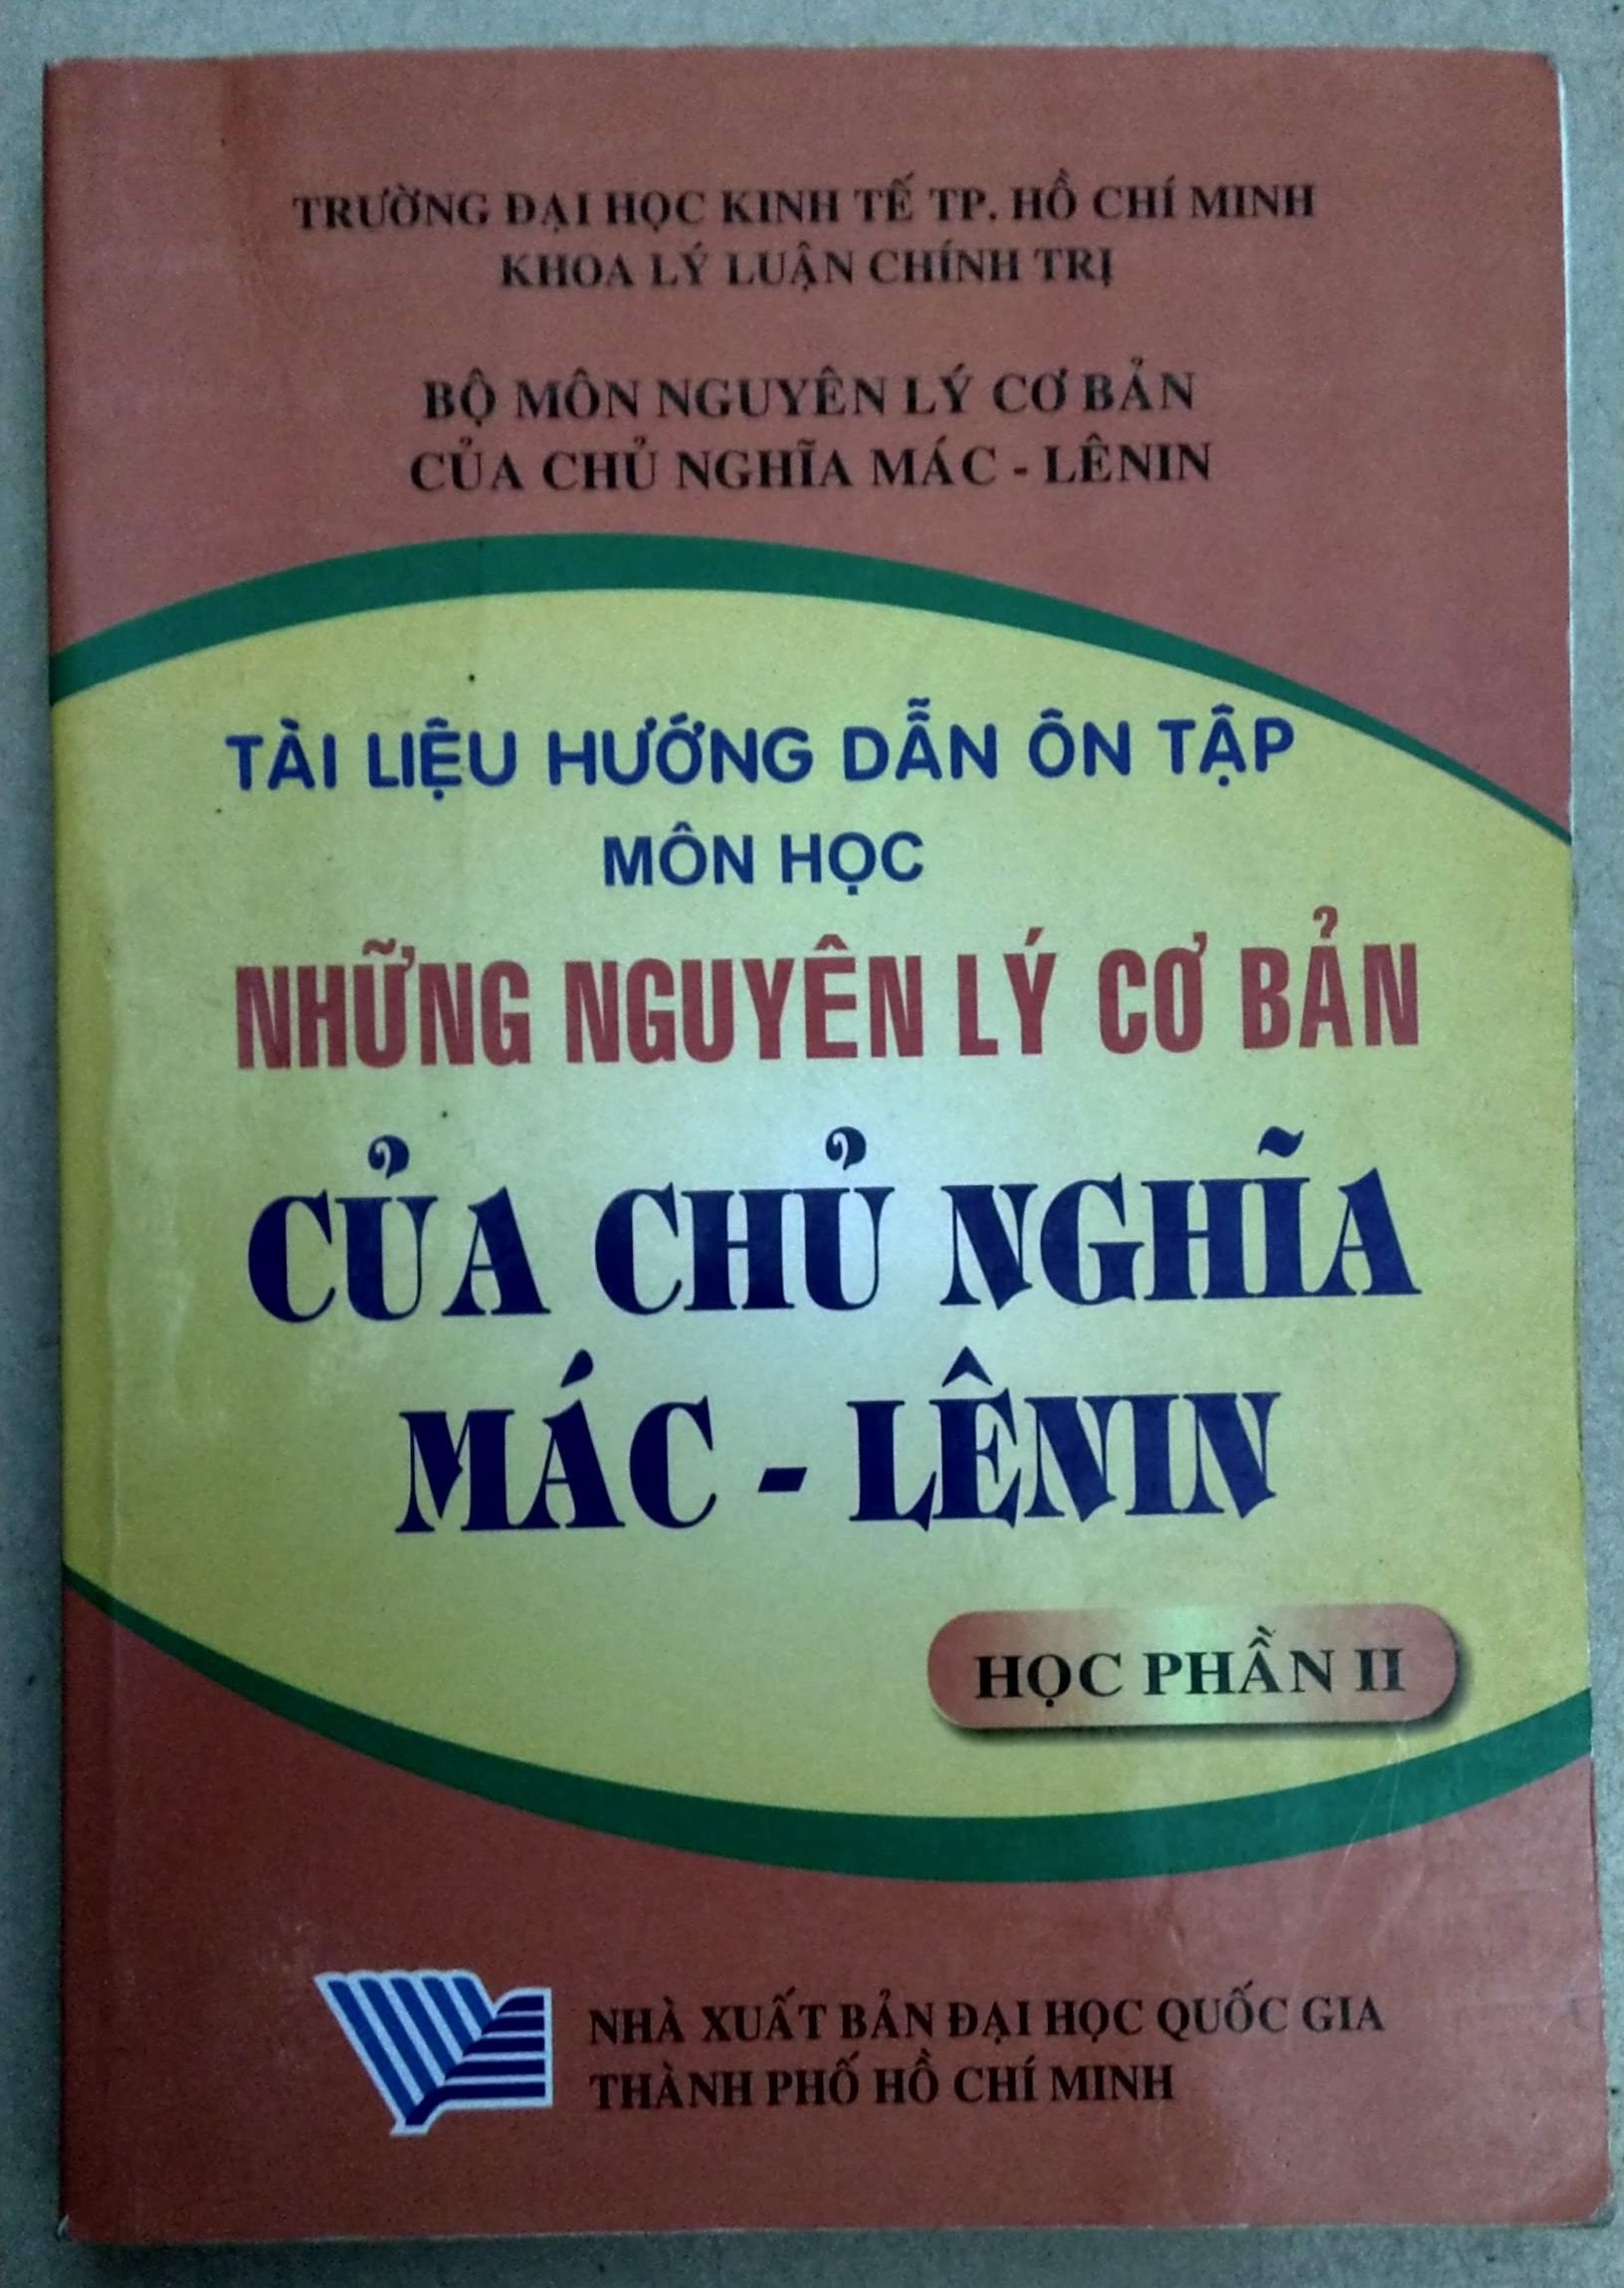 TRƯỜNG ĐẠI HỌC KINH TẾ TP. HỒ CHÍ MINH
KHOA LÝ LUẬN CHÍNH TRỊ
BỘ MÔN NGUYÊN LÝ CƠ BẢN
CỦA CHỦ NGHĨA MÁC - LÊNIN
TÀI LIỆU HƯỚNG DẪN ÔN TẬP
MÔN HỌC
NHỮNG NGUYÊN LÝ CƠ BẢN
CỦA CHỦ NGHĨA
MÁC - LÊNIN
HỌC PHẦN II
NHÀ XUẤT BẢN ĐẠI HỌC QUỐC GIA
THÀNH PHỐ HỒ CHÍ MINH